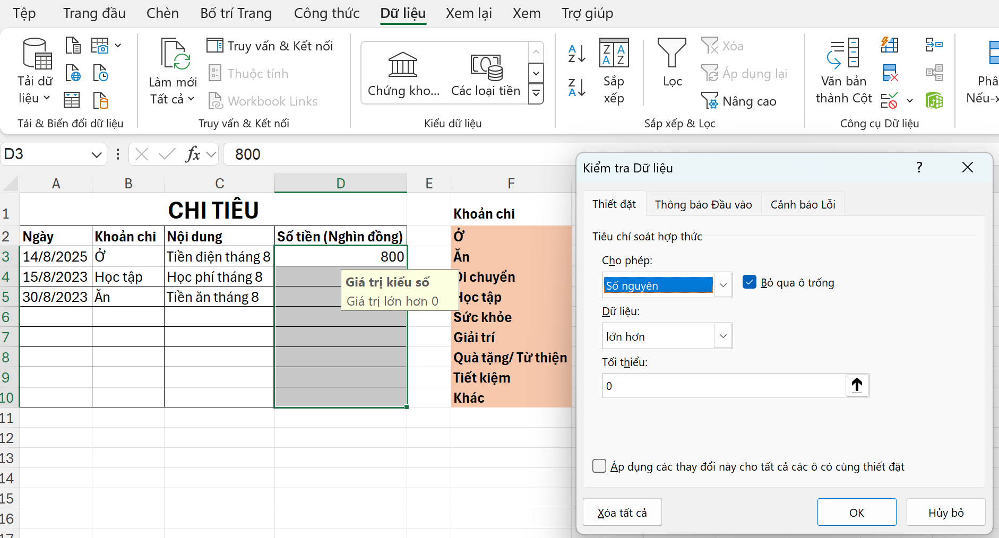 Tệp Trang đầu Chèn Bố trí Trang Công thức Dữ liệu Xem lại Xem Trợ giúp
Tải dữ liệu
Làm mới Tất cả
Truy vấn & Kết nối
Thuộc tính
Workbook Links
Chứng kho... Các loại tiền
Sắp xếp
Lọc
Xóa
Áp dụng lại
Nâng cao
Văn bản thành Cột
Phâ
Nếu-x
Tải & Biến đổi dữ liệu Truy vấn & Kết nối Kiểu dữ liệu Sắp xếp & Lọc Công cụ Dữ liệu
D3 fx 800
A B C D E F
1 CHI TIÊU Khoản chi
2 Ngày Khoản chi Nội dung Số tiền (Nghìn đồng) Ở
3 14/8/2025 Ở Tiền điện tháng 8 800 Ăn
4 15/8/2023 Học tập Học phí tháng 8 Di chuyển
5 30/8/2023 Ăn Tiền ăn tháng 8 Học tập
6 Sức khỏe
7 Giải trí
8 Quà tặng/ Từ thiện
9 Tiết kiệm
10 Khác
11
12
13
14
15
16
17
Giá trị kiểu số
Giá trị lớn hơn 0
Kiểm tra Dữ liệu ?
Thiết đặt Thông báo Đầu vào Cảnh báo Lỗi
Tiêu chí soát hợp thức
Cho phép:
Số nguyên Bỏ qua ô trống
Dữ liệu:
lớn hơn
Tối thiểu:
0
Áp dụng các thay đổi này cho tất cả các ô có cùng thiết đặt
Xóa tất cả OK Hủy bỏ